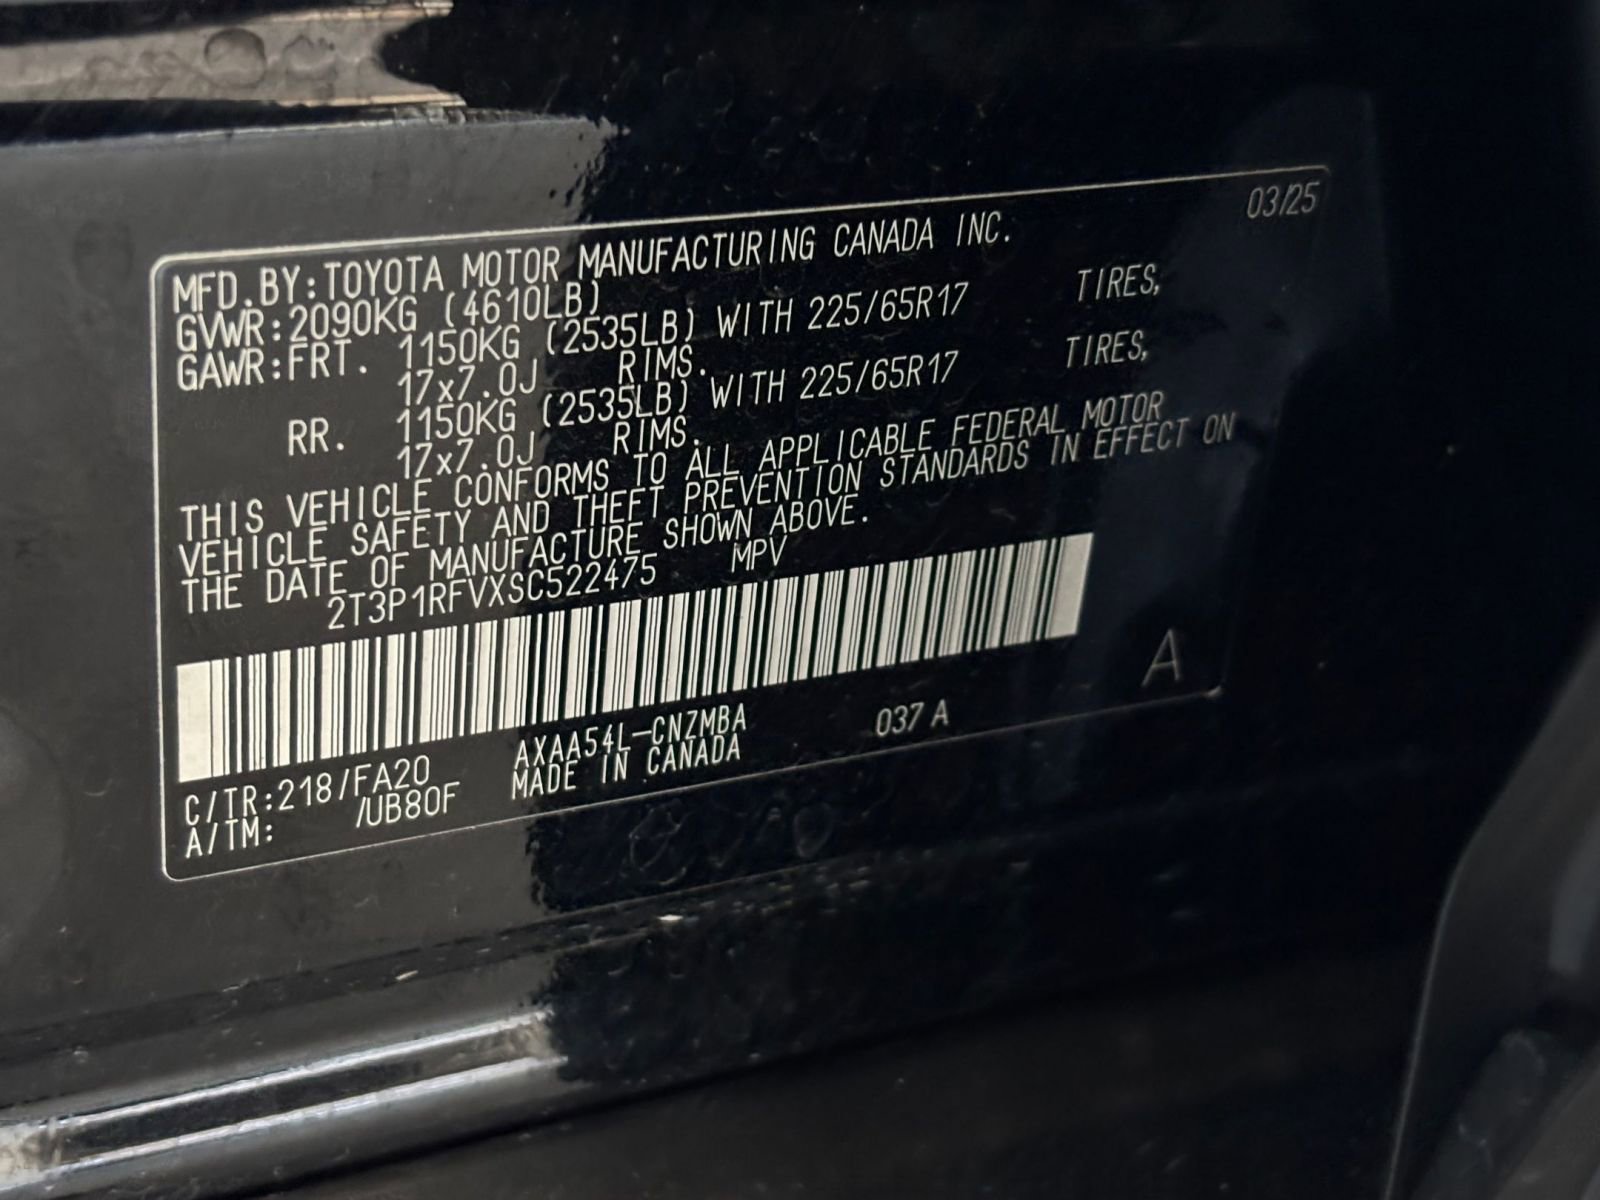 03/25
MFD.BY:TOYOTA MOTOR MANUFACTURING CANADA INC.
GVWR:2090KG (4610LB)
GAWR:FRT. 1150KG (2535LB) WITH 225/65R17 TIRES,
17x7.0J RIMS.
RR. 1150KG (2535LB) WITH 225/65R17 TIRES,
17x7.0J RIMS.
THIS VEHICLE CONFORMS TO ALL APPLICABLE FEDERAL MOTOR
VEHICLE SAFETY AND THEFT PREVENTION STANDARDS IN EFFECT ON
THE DATE OF MANUFACTURE SHOWN ABOVE.
2T3P1RFVXSC522475 MPV
A
C/TR:218/FA20 AXAA54L-CNZMBA 037 A
A/TM: /UB80F MADE IN CANADA